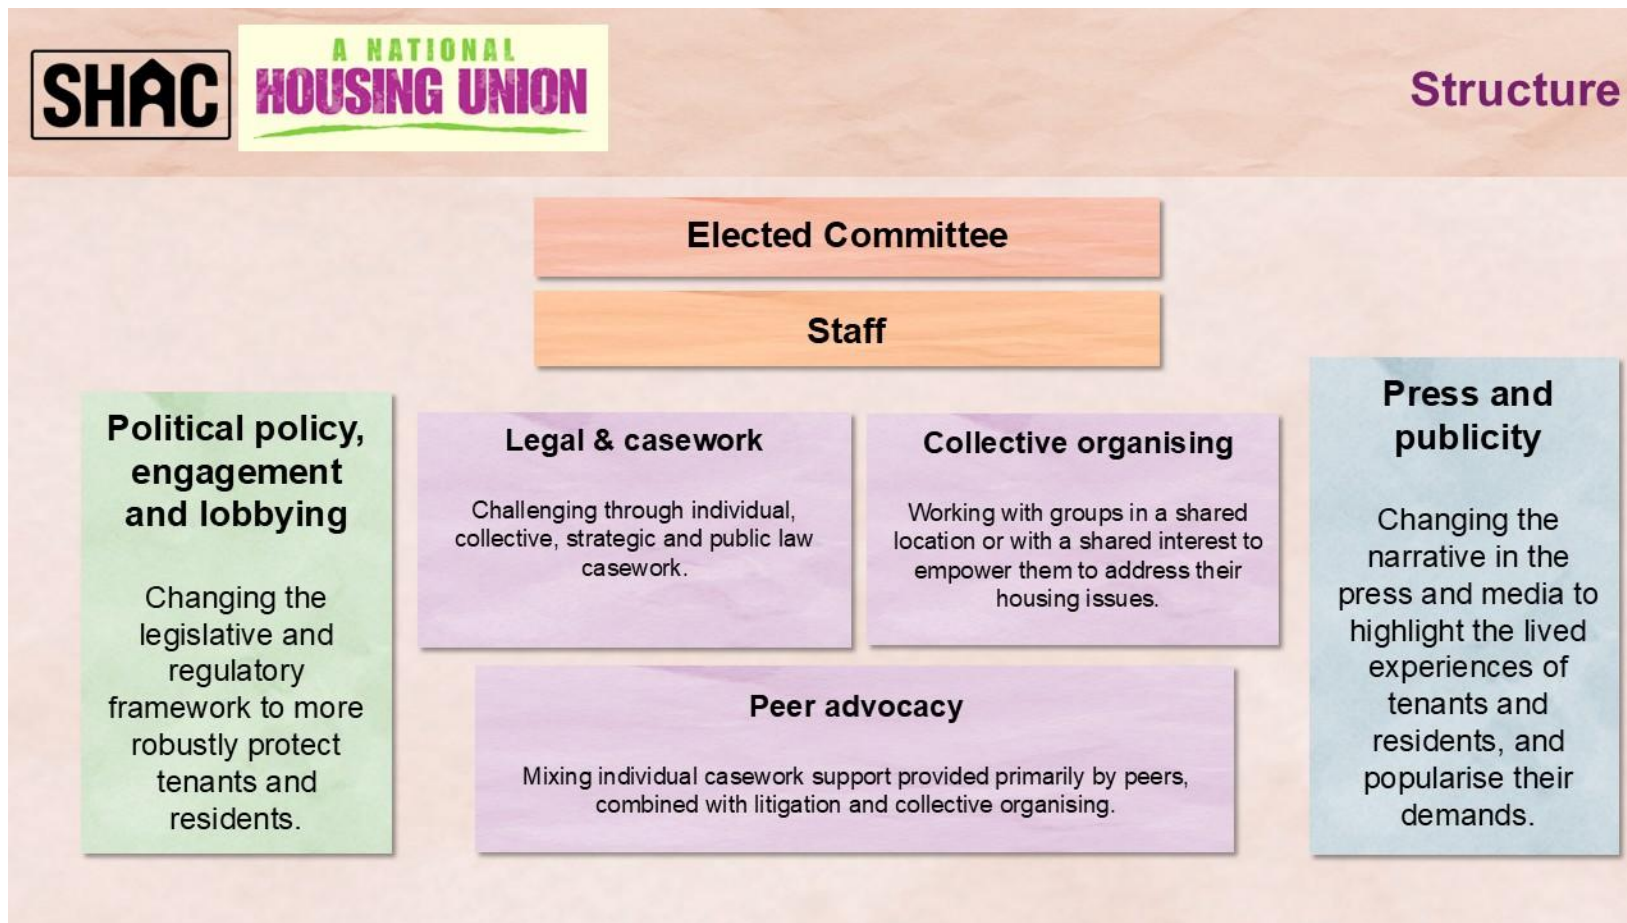 SHAC
A NATIONAL
HOUSING UNION
Structure
Elected Committee
Staff
Political policy,
engagement
and lobbying
Changing the
legislative and
regulatory
framework to more
robustly protect
tenants and
residents.
Legal & casework
Challenging through individual,
collective, strategic and public law
casework.
Collective organising
Working with groups in a shared
location or with a shared interest to
empower them to address their
housing issues.
Peer advocacy
Mixing individual casework support provided primarily by peers,
combined with litigation and collective organising.
Press and
publicity
Changing the
narrative in the
press and media to
highlight the lived
experiences of
tenants and
residents, and
popularise their
demands.